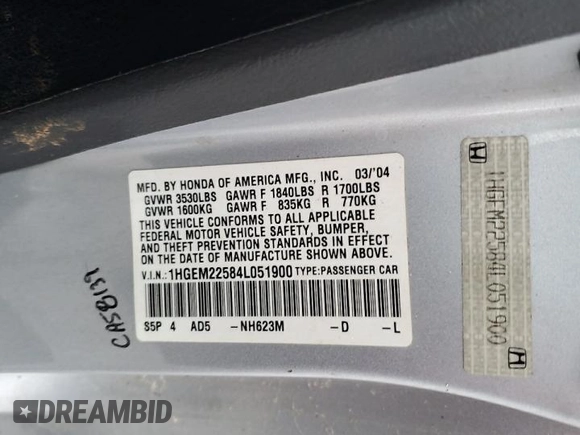 MFD. BY HONDA OF AMERICA MFG., INC. 03/'04
GVWR 3530LBS GAWR F 1840LBS R 1700LBS
GVWR 1600KG GAWR F 835KG R 770KG
THIS VEHICLE CONFORMS TO ALL APPLICABLE
FEDERAL MOTOR VEHICLE SAFETY, BUMPER,
AND THEFT PREVENTION STANDARDS IN EFFECT
ON THE DATE OF MANUFACTURE SHOWN ABOVE.
V.I.N.: 1HGEM22584L051900 TYPE: PASSENGER CAR
S5P 4 AD5 -NH623M -D -L
1HGEM22584L051900
DREAMBID